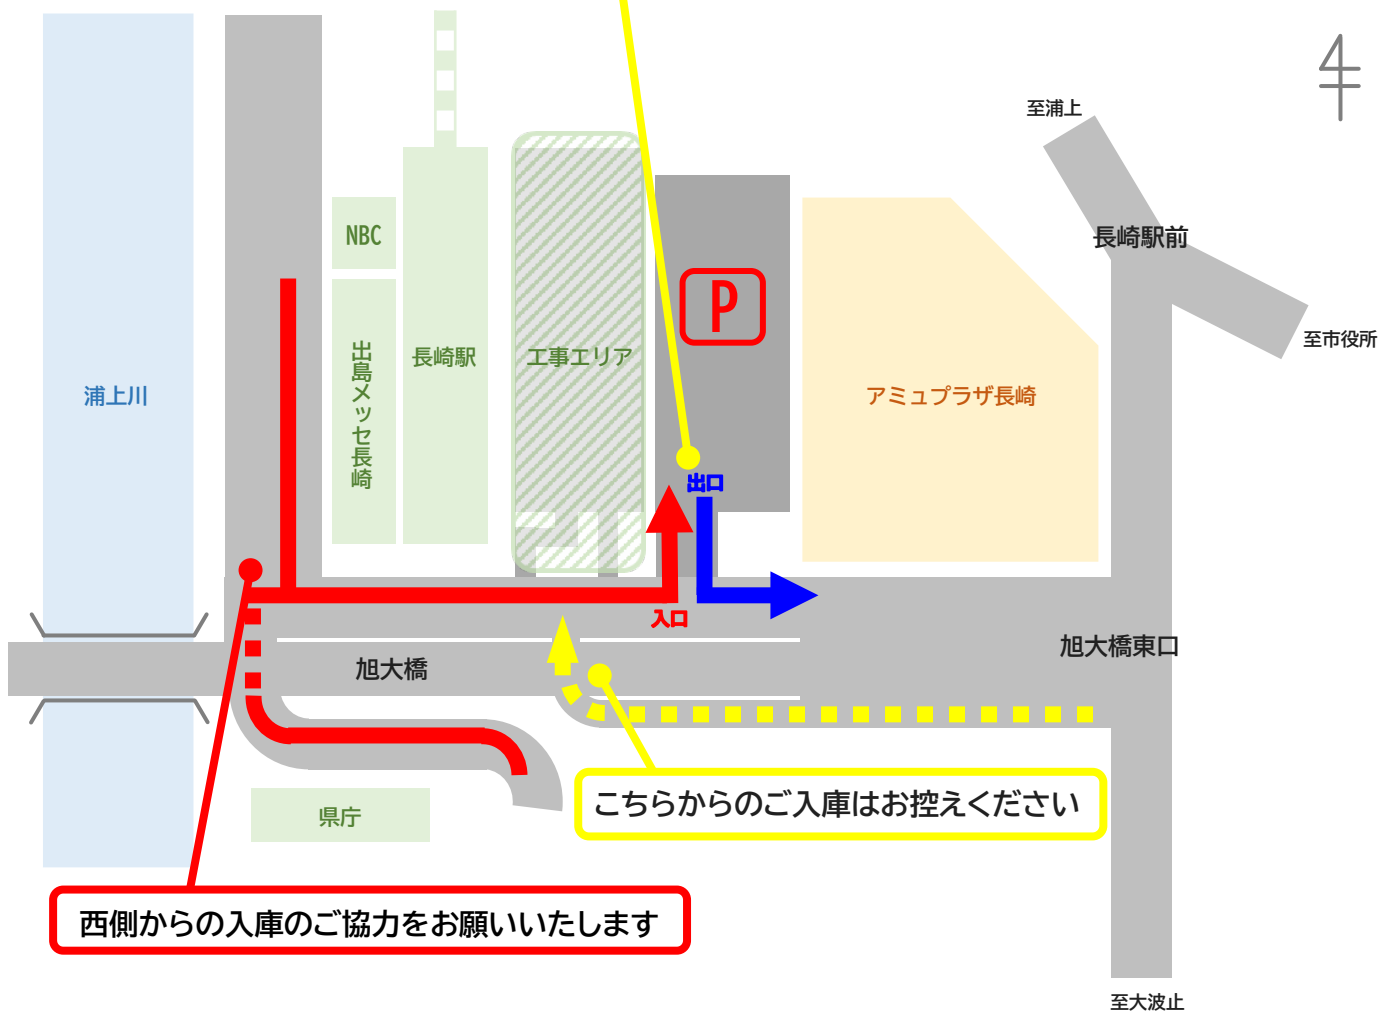 至浦上
長崎駅前
NBC
P
至市役所
出島メッセ長崎
長崎駅
工事エリア
浦上川
アミュプラザ長崎
出口
入口
旭大橋東口
旭大橋
こちらからのご入庫はお控えください
県庁
西側からの入庫のご協力をお願いいたします
至大波止